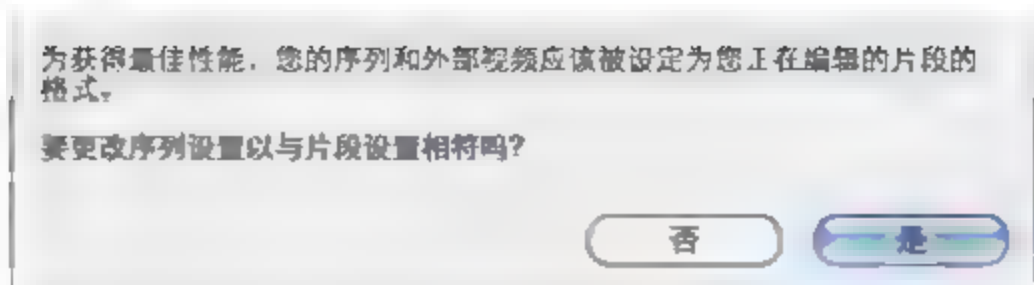 为获得最佳性能，您的序列和外部视频应该被设定为您正在编辑的片段的
格式。
要更改序列设置以与片段设置相符吗？
否
是